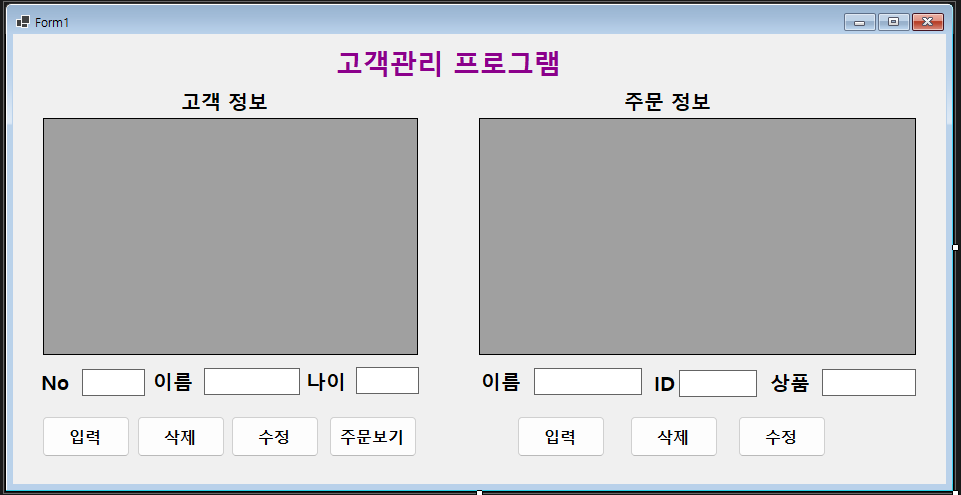 Form1
고객관리 프로그램
고객 정보
주문 정보
No 이름 나이
이름 ID 상품
입력 삭제 수정 주문보기
입력 삭제 수정